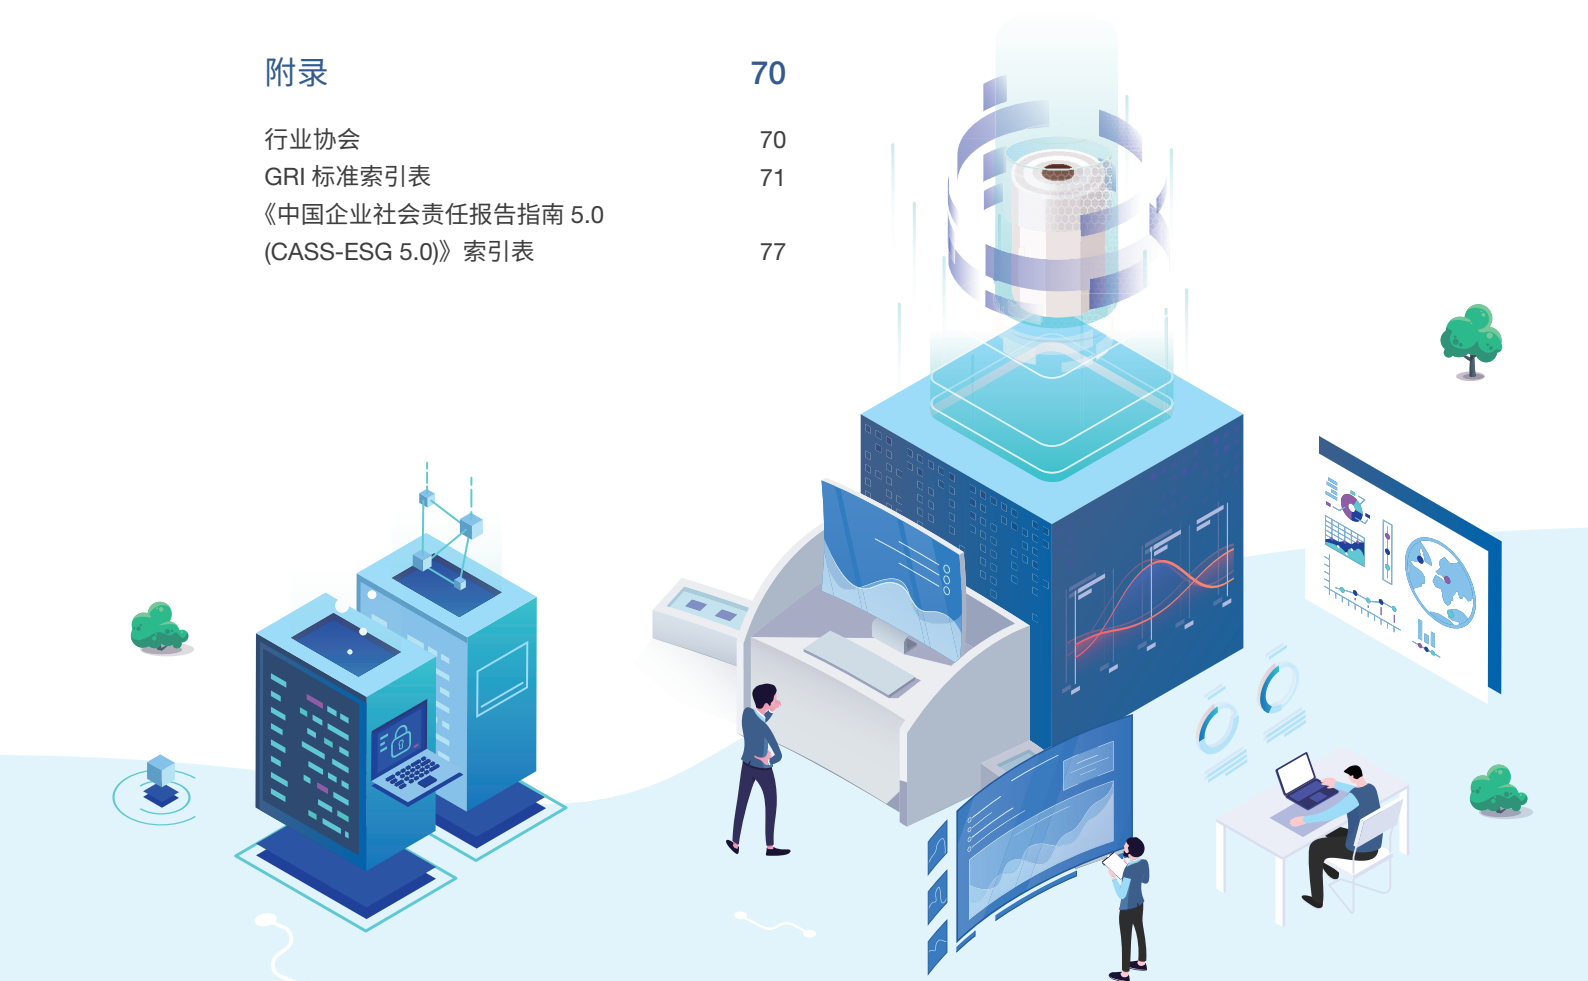 附录 70
行业协会 70
GRI 标准索引表 71
《中国企业社会责任报告指南 5.0
(CASS-ESG 5.0)》索引表 77